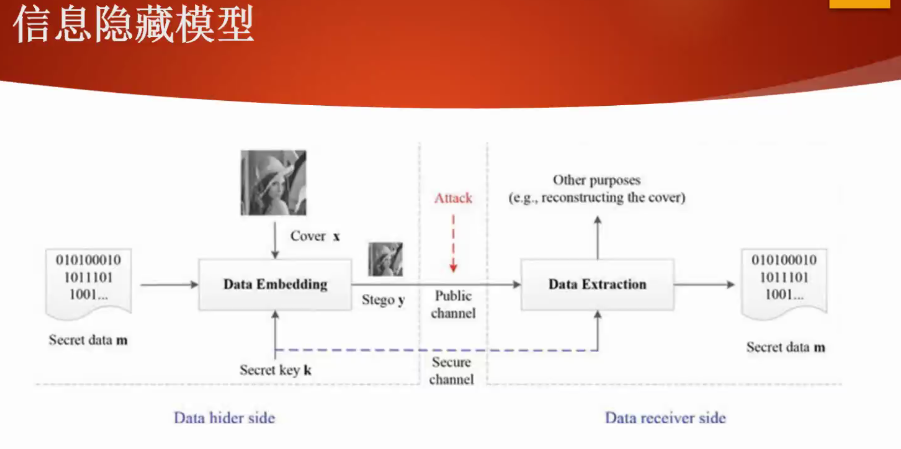 信息隐藏模型
Other purposes
(e.g., reconstructing the cover)
Attack
Cover x
010100010
1011101
1001...
Data Embedding
Data Extraction
010100010
1011101
1001...
Stego y
Public
channel
Secret data m
Secret data m
Secret key k
Secure
channel
Data hider side
Data receiver side